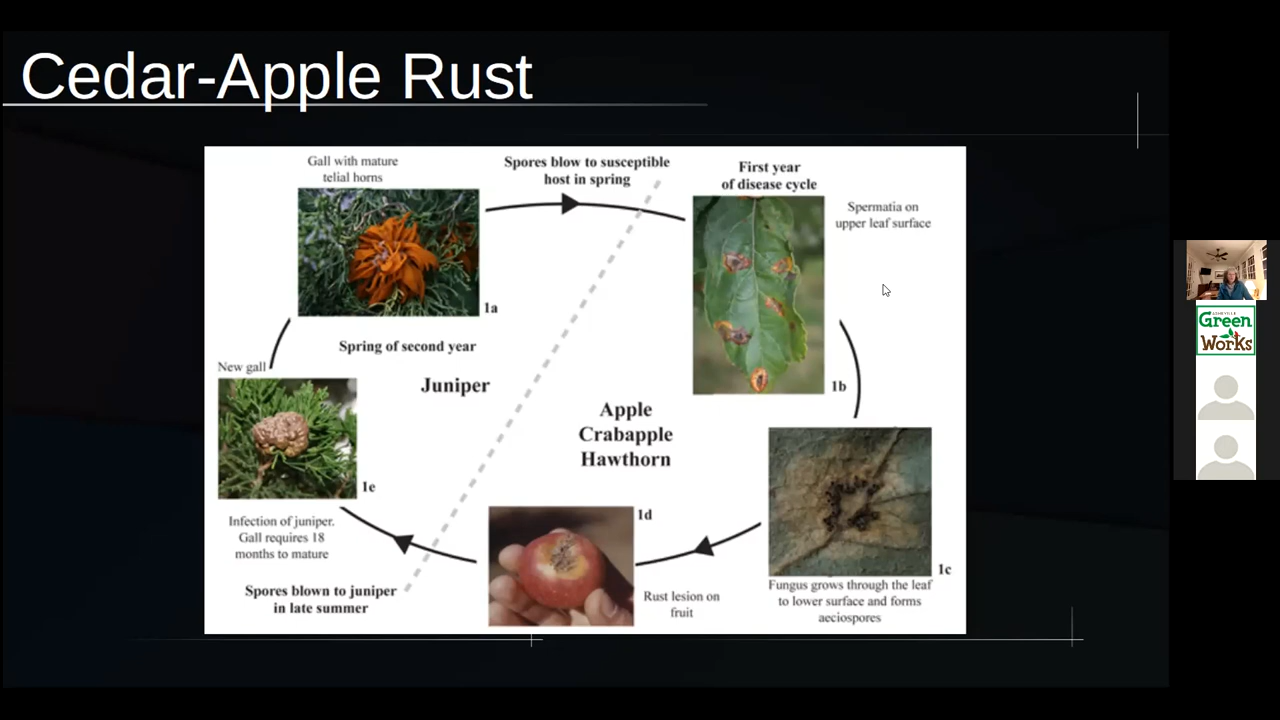 Cedar-Apple Rust
Gall with mature
telial horns
Spores blow to susceptible
host in spring
First year
of disease cycle
Spermatia on
upper leaf surface
1a
Spring of second year
New gall
Juniper
1b
Apple
Crabapple
Hawthorn
1e
1d
Infection of juniper.
Gall requires 18
months to mature
1c
Fungus grows through the leaf
to lower surface and forms
aeciospores
Rust lesion on
fruit
Spores blown to juniper
in late summer
ASHEVILLE
Green
Works